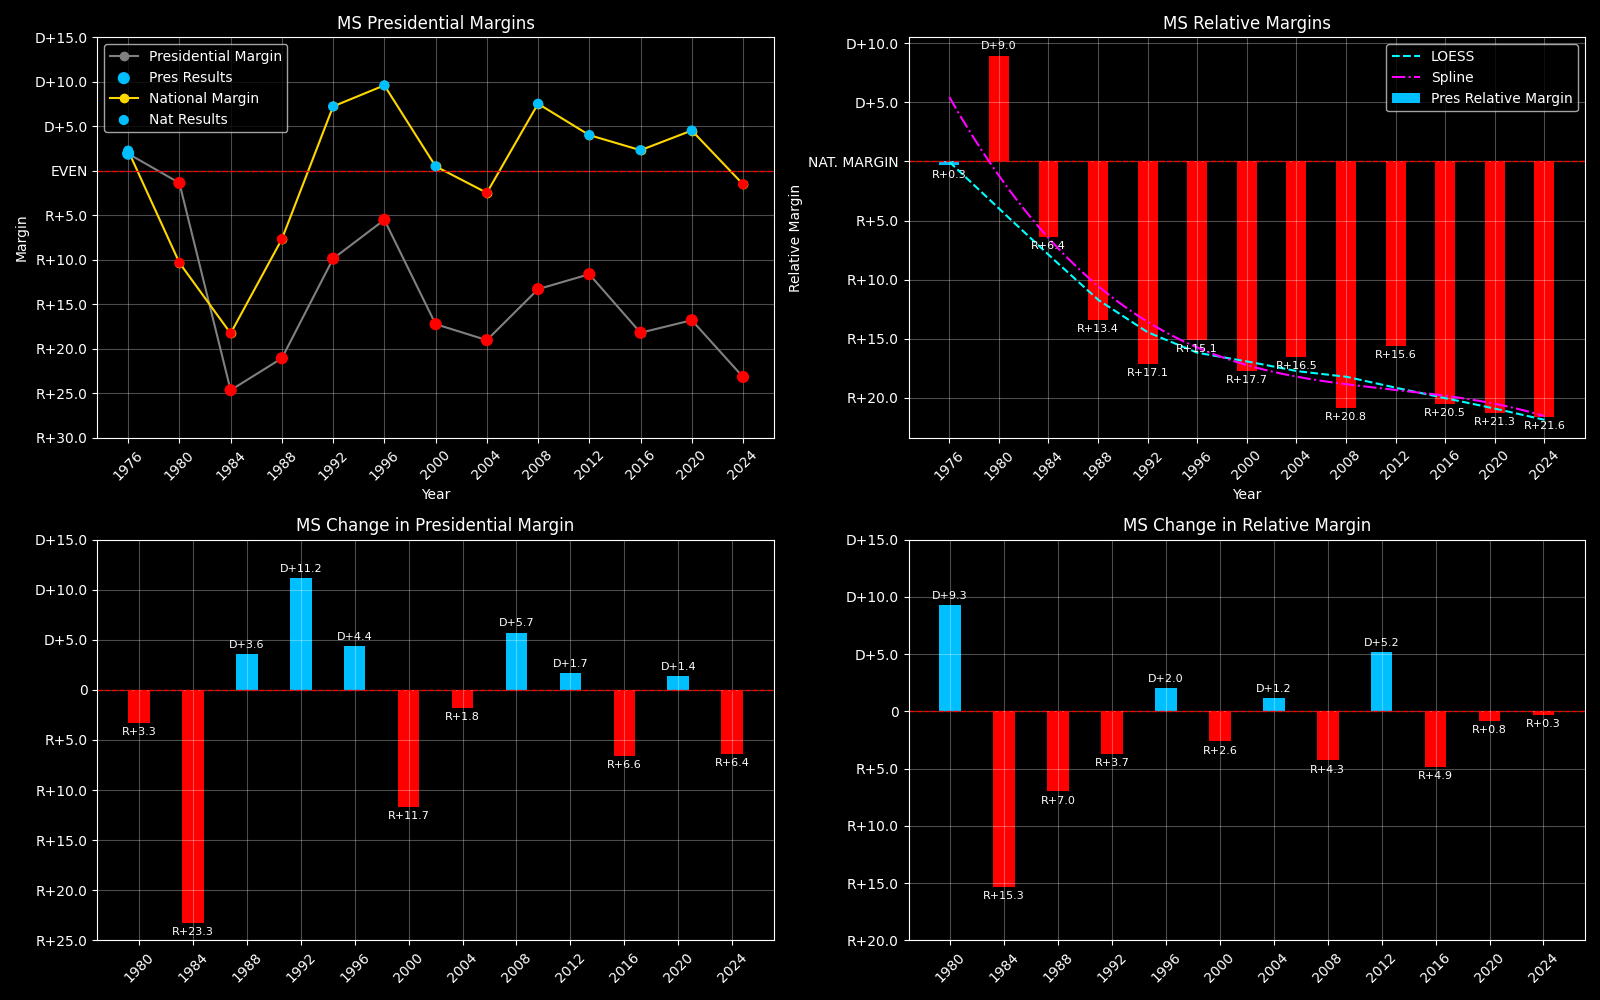 MS Presidential Margins
D+15.0
D+10.0
D+5.0
EVEN
R+5.0
R+10.0
R+15.0
R+20.0
R+25.0
R+30.0
Margin
Presidential Margin
Pres Results
National Margin
Nat Results
1976 1980 1984 1988 1992 1996 2000 2004 2008 2012 2016 2020 2024
Year
MS Relative Margins
D+10.0
D+5.0
NAT. MARGIN
R+5.0
R+10.0
R+15.0
R+20.0
Relative Margin
LOESS
Spline
Pres Relative Margin
R+0.3
D+9.0
R+6.4
R+13.4
R+17.1
R+15.1
R+17.7
R+16.5
R+20.8
R+15.6
R+20.5
R+21.3
R+21.6
1976 1980 1984 1988 1992 1996 2000 2004 2008 2012 2016 2020 2024
Year
MS Change in Presidential Margin
D+15.0
D+10.0
D+5.0
0
R+5.0
R+10.0
R+15.0
R+20.0
R+25.0
R+3.3
R+23.3
D+3.6
D+11.2
D+4.4
R+11.7
R+1.8
D+5.7
D+1.7
R+6.6
D+1.4
R+6.4
1980 1984 1988 1992 1996 2000 2004 2008 2012 2016 2020 2024
MS Change in Relative Margin
D+15.0
D+10.0
D+5.0
0
R+5.0
R+10.0
R+15.0
R+20.0
D+9.3
R+15.3
R+7.0
R+3.7
D+2.0
R+2.6
D+1.2
R+4.3
D+5.2
R+4.9
R+0.8
R+0.3
1980 1984 1988 1992 1996 2000 2004 2008 2012 2016 2020 2024